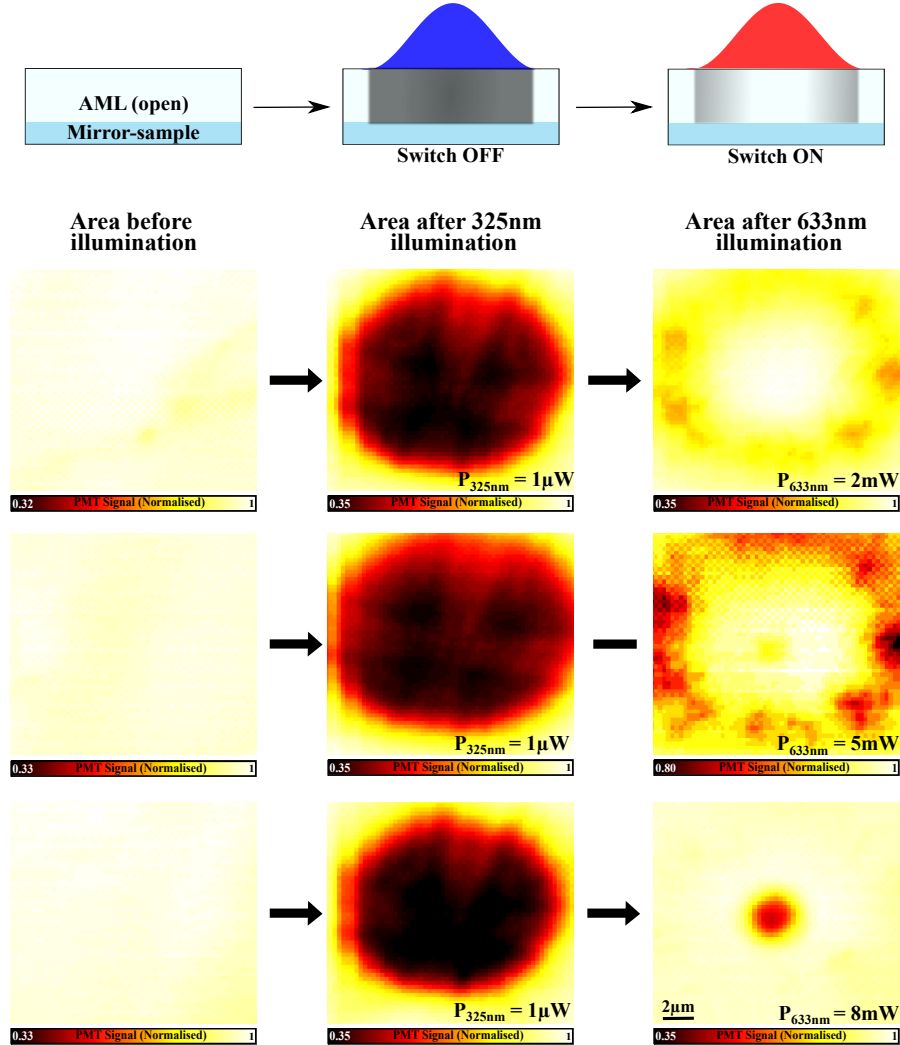 AML (open)
Mirror-sample
Switch OFF
Switch ON
Area before
illumination
Area after 325nm
illumination
Area after 633nm
illumination
P325nm = 1µW
P633nm = 2mW
0.32 PMT Signal (Normalised) 1
0.35 PMT Signal (Normalised) 1
0.35 PMT Signal (Normalised) 1
P325nm = 1µW
P633nm = 5mW
0.33 PMT Signal (Normalised) 1
0.35 PMT Signal (Normalised) 1
0.80 PMT Signal (Normalised) 1
P325nm = 1µW
2µm
P633nm = 8mW
0.33 PMT Signal (Normalised) 1
0.35 PMT Signal (Normalised) 1
0.35 PMT Signal (Normalised) 1